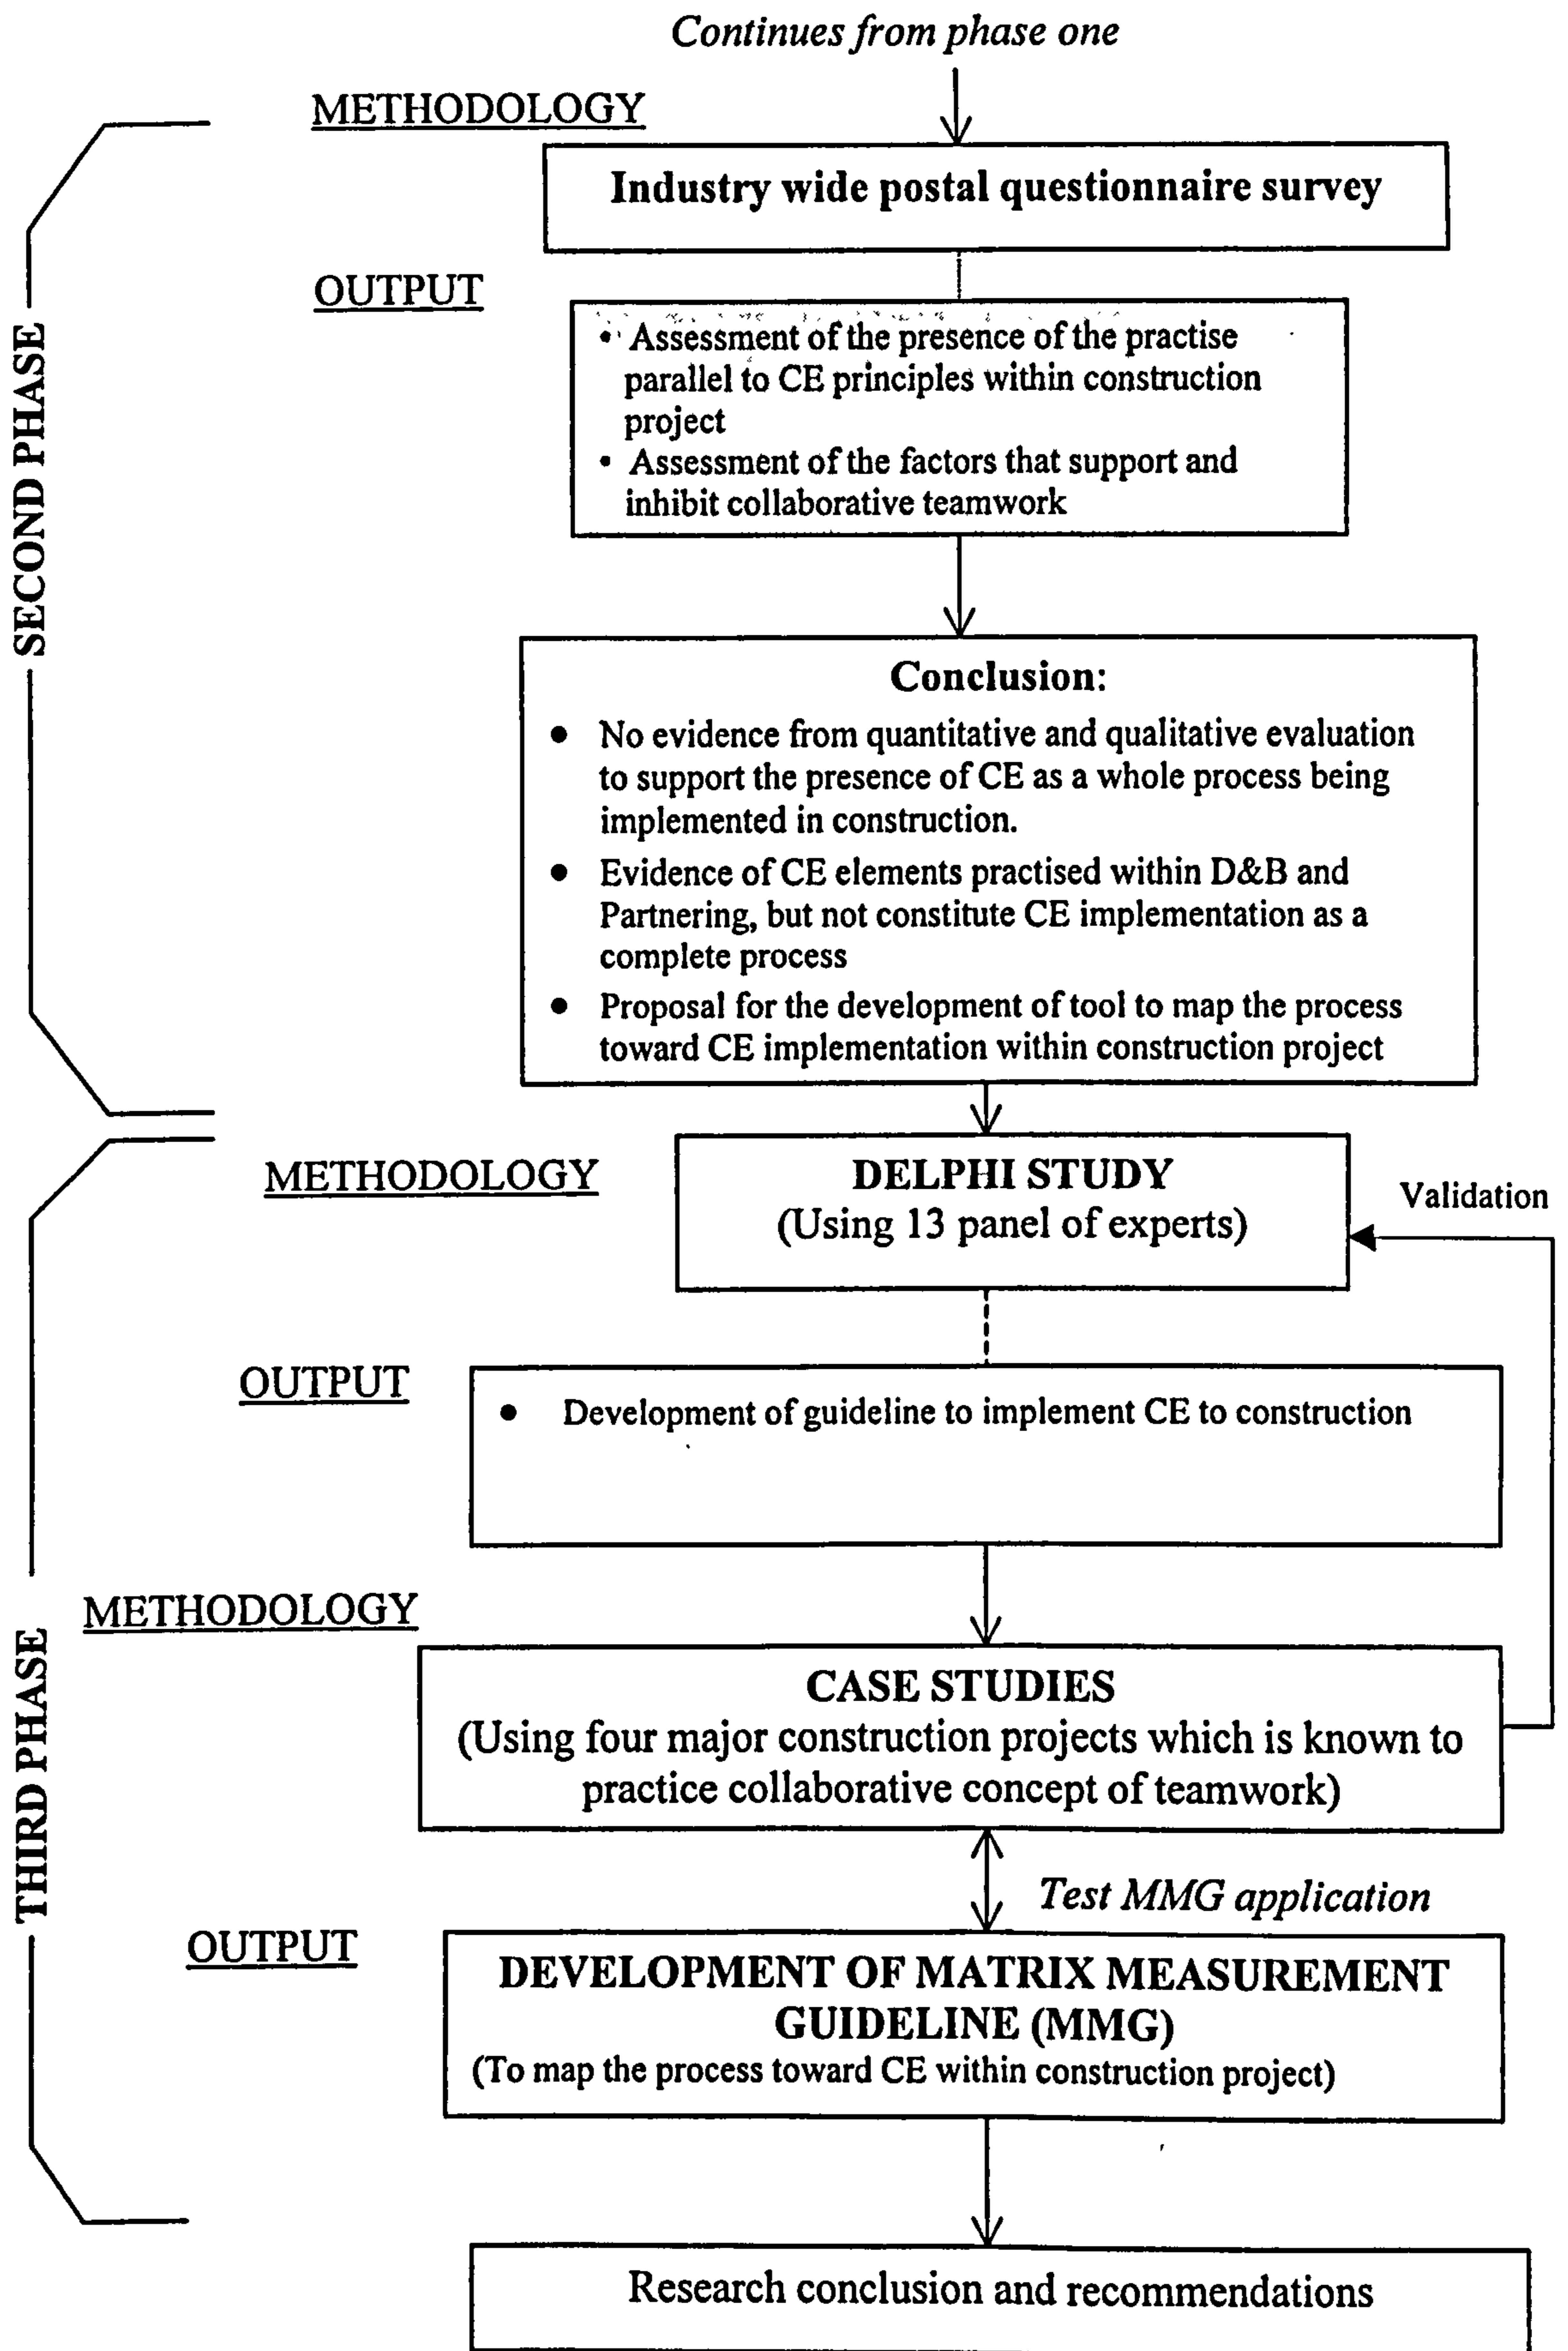 Continues from phase one
METHODOLOGY
Industry wide postal questionnaire survey
OUTPUT
• Assessment of the presence of the practise
parallel to CE principles within construction
project
• Assessment of the factors that support and
inhibit collaborative teamwork
SECOND PHASE
Conclusion:
• No evidence from quantitative and qualitative evaluation
to support the presence of CE as a whole process being
implemented in construction.
• Evidence of CE elements practised within D&B and
Partnering, but not constitute CE implementation as a
complete process
• Proposal for the development of tool to map the process
toward CE implementation within construction project
METHODOLOGY
DELPHI STUDY
(Using 13 panel of experts)
Validation
OUTPUT
• Development of guideline to implement CE to construction
METHODOLOGY
CASE STUDIES
(Using four major construction projects which is known to
practice collaborative concept of teamwork)
THIRD PHASE
Test MMG application
OUTPUT
DEVELOPMENT OF MATRIX MEASUREMENT
GUIDELINE (MMG)
(To map the process toward CE within construction project)
Research conclusion and recommendations